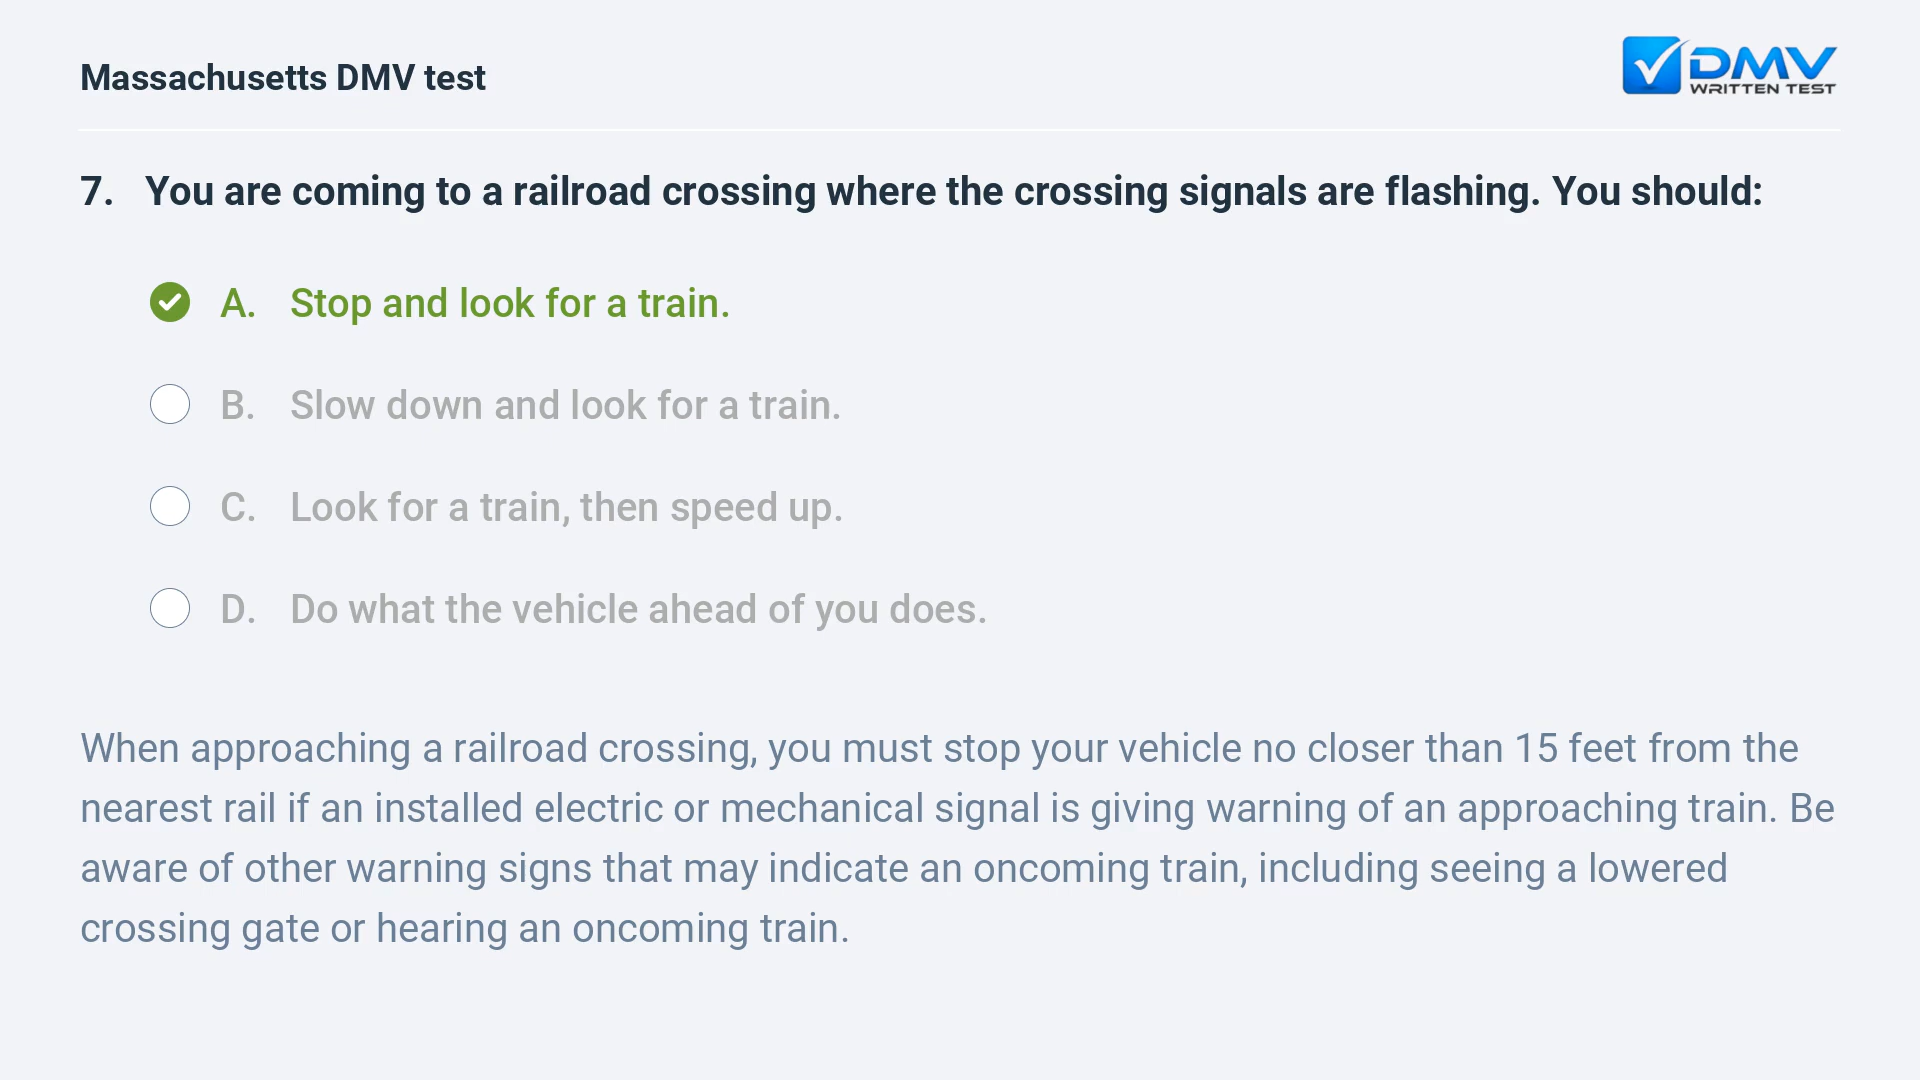 Massachusetts DMV test
DMV
WRITTEN TEST
7. You are coming to a railroad crossing where the crossing signals are flashing. You should:
A. Stop and look for a train.
B. Slow down and look for a train.
C. Look for a train, then speed up.
D. Do what the vehicle ahead of you does.
When approaching a railroad crossing, you must stop your vehicle no closer than 15 feet from the
nearest rail if an installed electric or mechanical signal is giving warning of an approaching train. Be
aware of other warning signs that may indicate an oncoming train, including seeing a lowered
crossing gate or hearing an oncoming train.